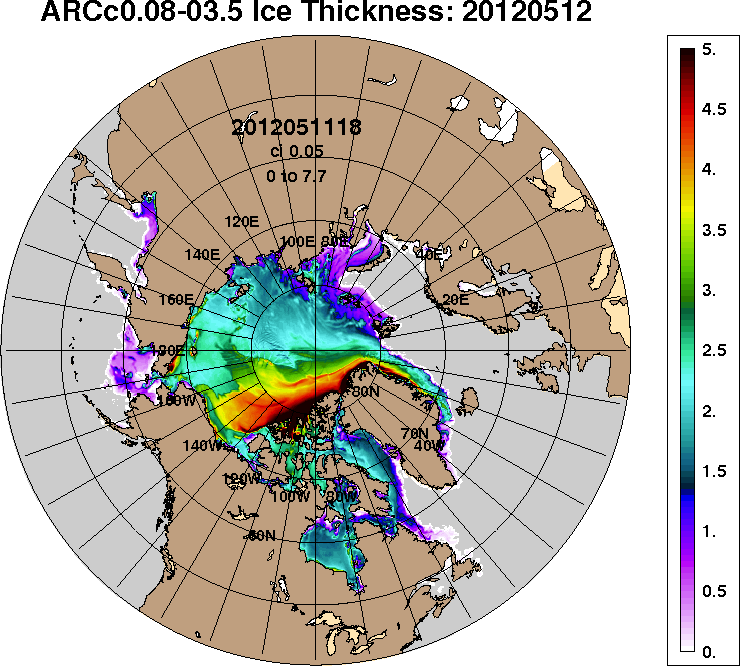 ARCc0.08-03.5 Ice Thickness: 20120512
2012051118
ci 0.05
0 to 7.7
120E
100E
80E
140E
40E
160E
20E
180E
160W
80N
140W
70N
40W
120W
100W
80W
60N
5.
4.5
4.
3.5
3.
2.5
2.
1.5
1.
0.5
0.